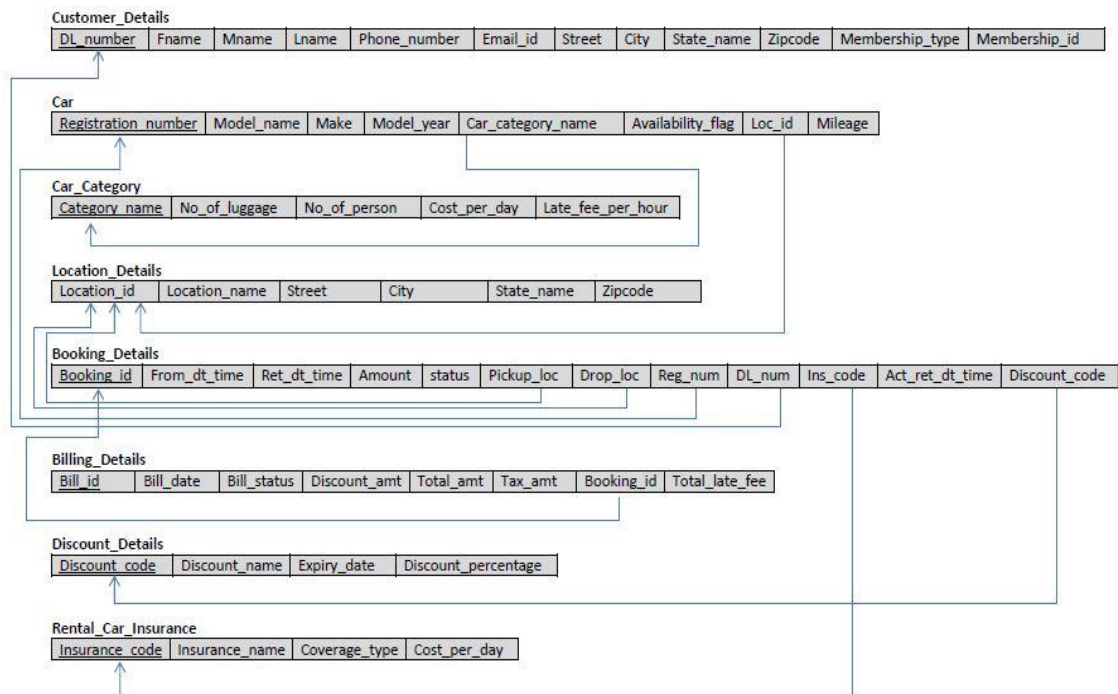 Customer_Details
DL_number Fname Mname Lname Phone_number Email_id Street City State_name Zipcode Membership_type Membership_id
Car
Registration_number Model_name Make Model_year Car_category_name Availability_flag Loc_id Mileage
Car_Category
Category_name No_of_luggage No_of_person Cost_per_day Late_fee_per_hour
Location_Details
Location_id Location_name Street City State_name Zipcode
Booking_Details
Booking_id From_dt_time Ret_dt_time Amount status Pickup_loc Drop_loc Reg_num DL_num Ins_code Act_ret_dt_time Discount_code
Billing_Details
Bill_id Bill_date Bill_status Discount_amt Total_amt Tax_amt Booking_id Total_late_fee
Discount_Details
Discount_code Discount_name Expiry_date Discount_percentage
Rental_Car_Insurance
Insurance_code Insurance_name Coverage_type Cost_per_day